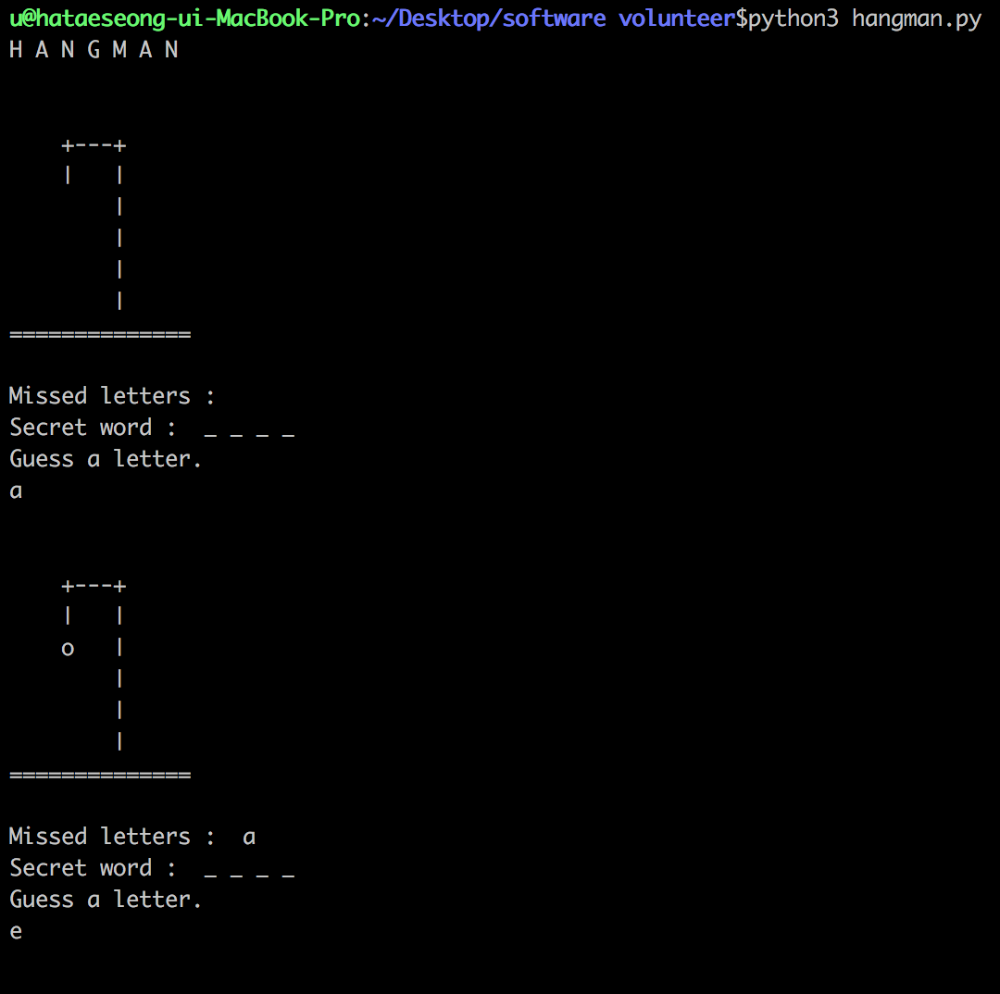 u@hataeseong-ui-MacBook-Pro:~/Desktop/software volunteer$python3 hangman.py
H A N G M A N
    +---+
    |   |
        |
        |
        |
        |
==============
Missed letters :
Secret word :  _ _ _ _
Guess a letter.
a
    +---+
    |   |
    o   |
        |
        |
        |
==============
Missed letters :  a
Secret word :  _ _ _ _
Guess a letter.
e